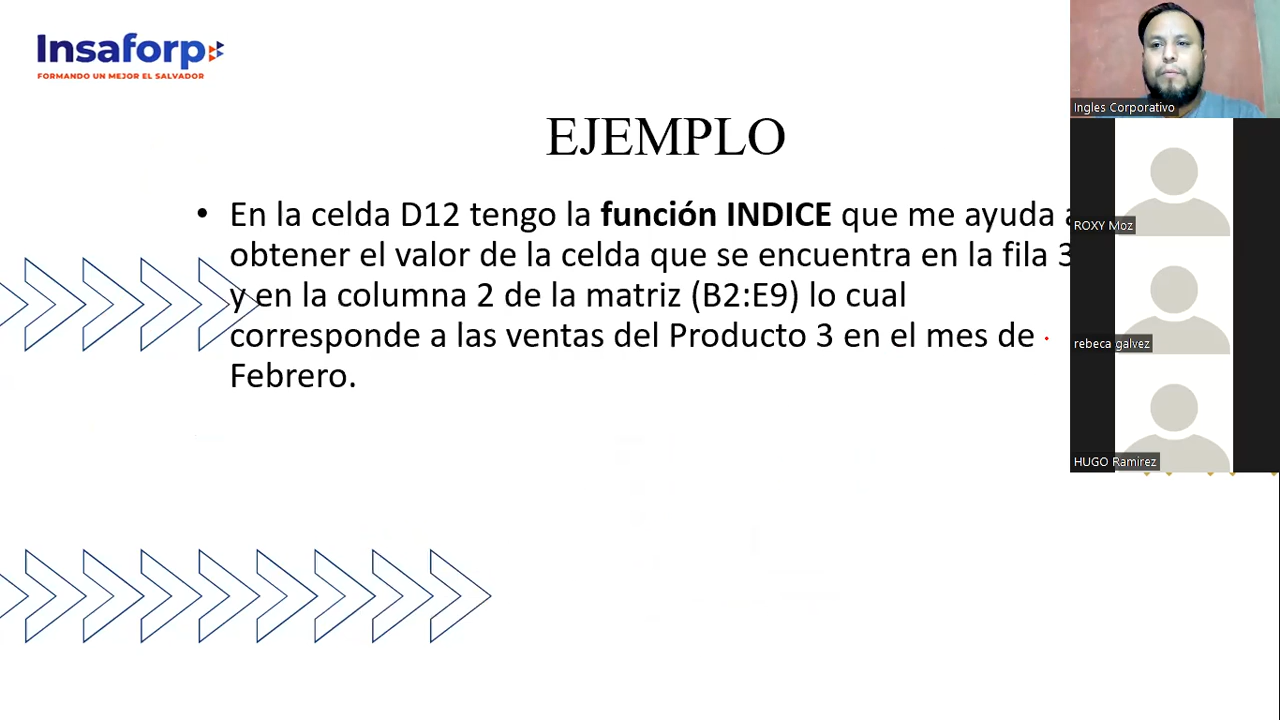 Insaforp
FORMANDO UN MEJOR EL SALVADOR
EJEMPLO
• En la celda D12 tengo la función INDICE que me ayuda a
obtener el valor de la celda que se encuentra en la fila 3
y en la columna 2 de la matriz (B2:E9) lo cual
corresponde a las ventas del Producto 3 en el mes de
Febrero.
Ingles Corporativo
ROXY Moz
rebeca galvez
HUGO Ramirez